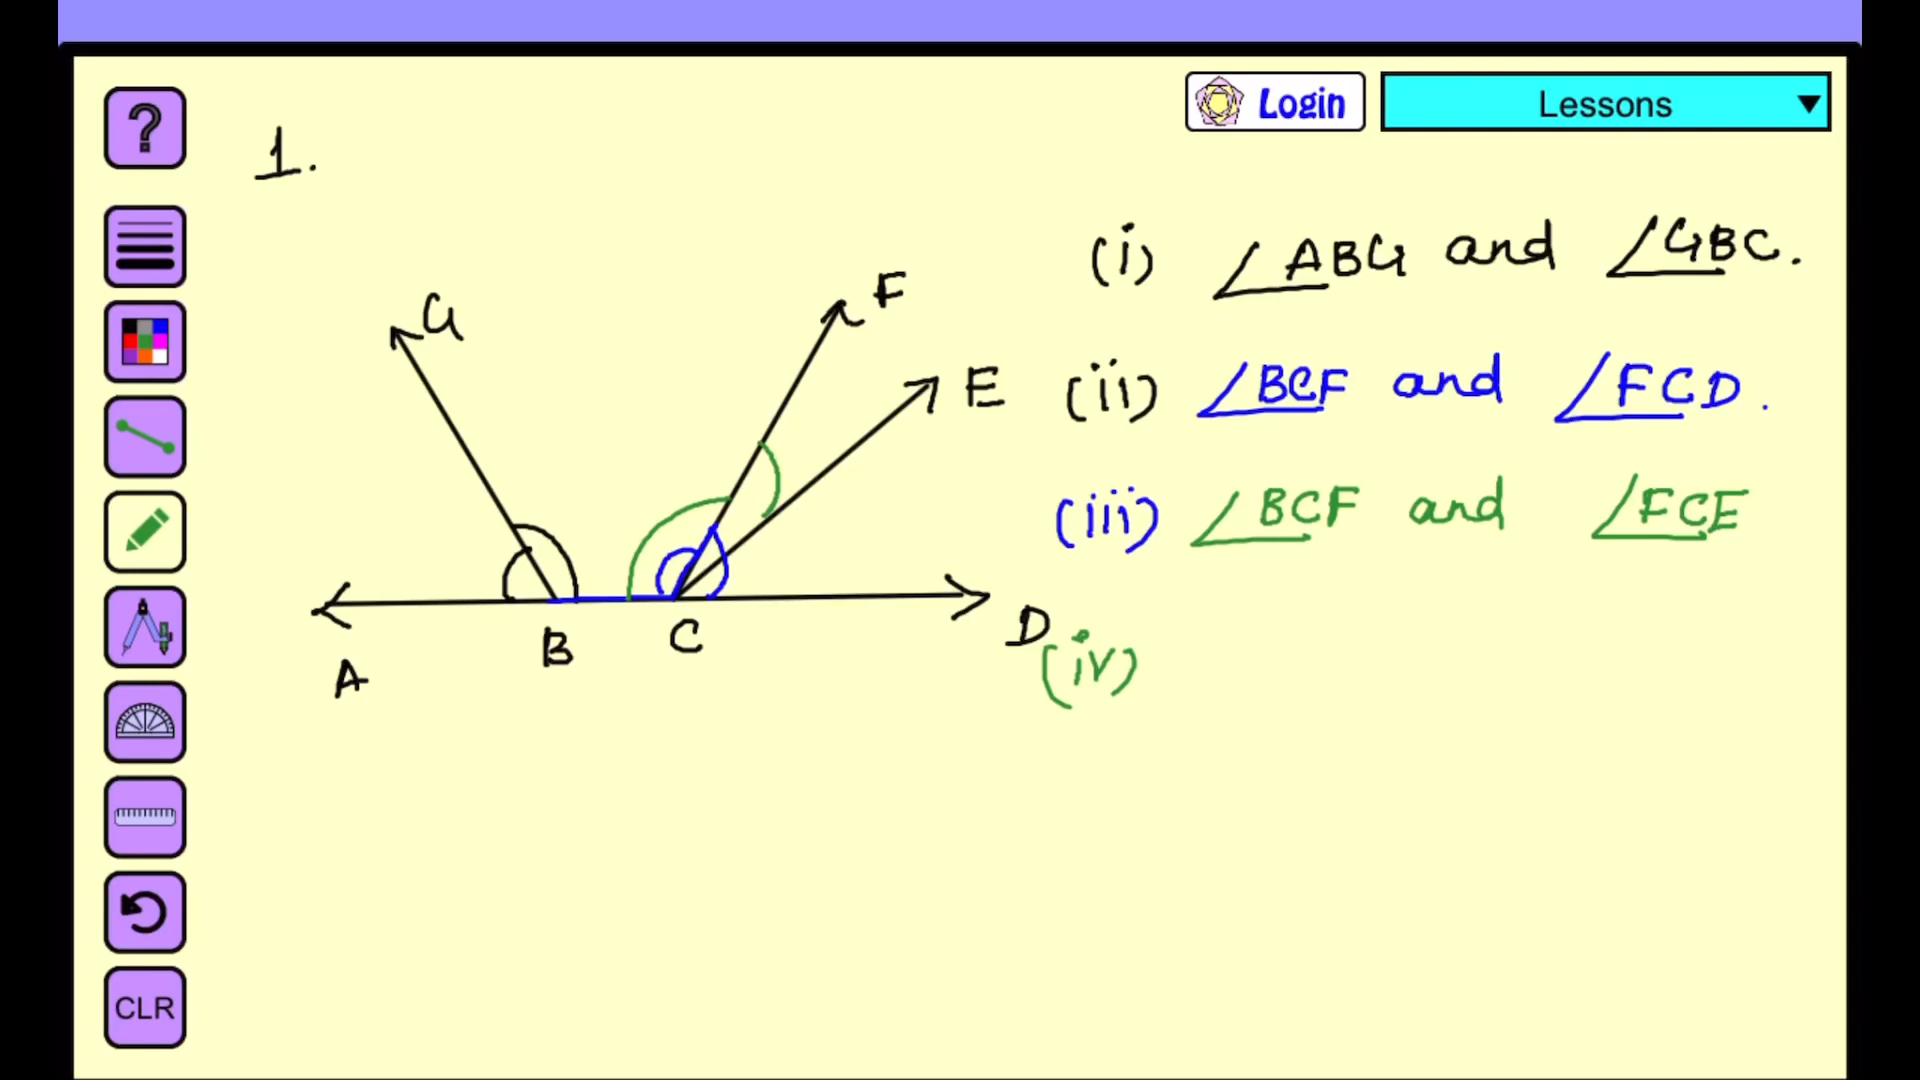 ?
Login
Lessons
1.
(i) ∠ABG and ∠GBC.
G
F
E
(ii) ∠BCF and ∠FCD.
(iii) ∠BCF and ∠FCE
A
B
C
D
(iv)
CLR